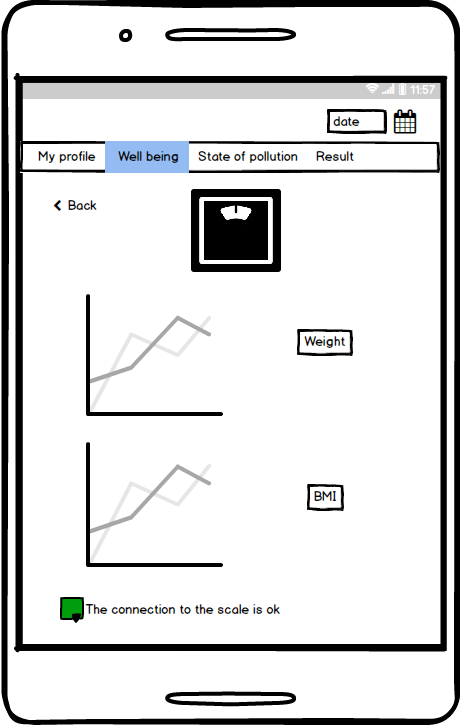 11:57
date
My profile
Well being
State of pollution
Result
Back
Weight
BMI
The connection to the scale is ok